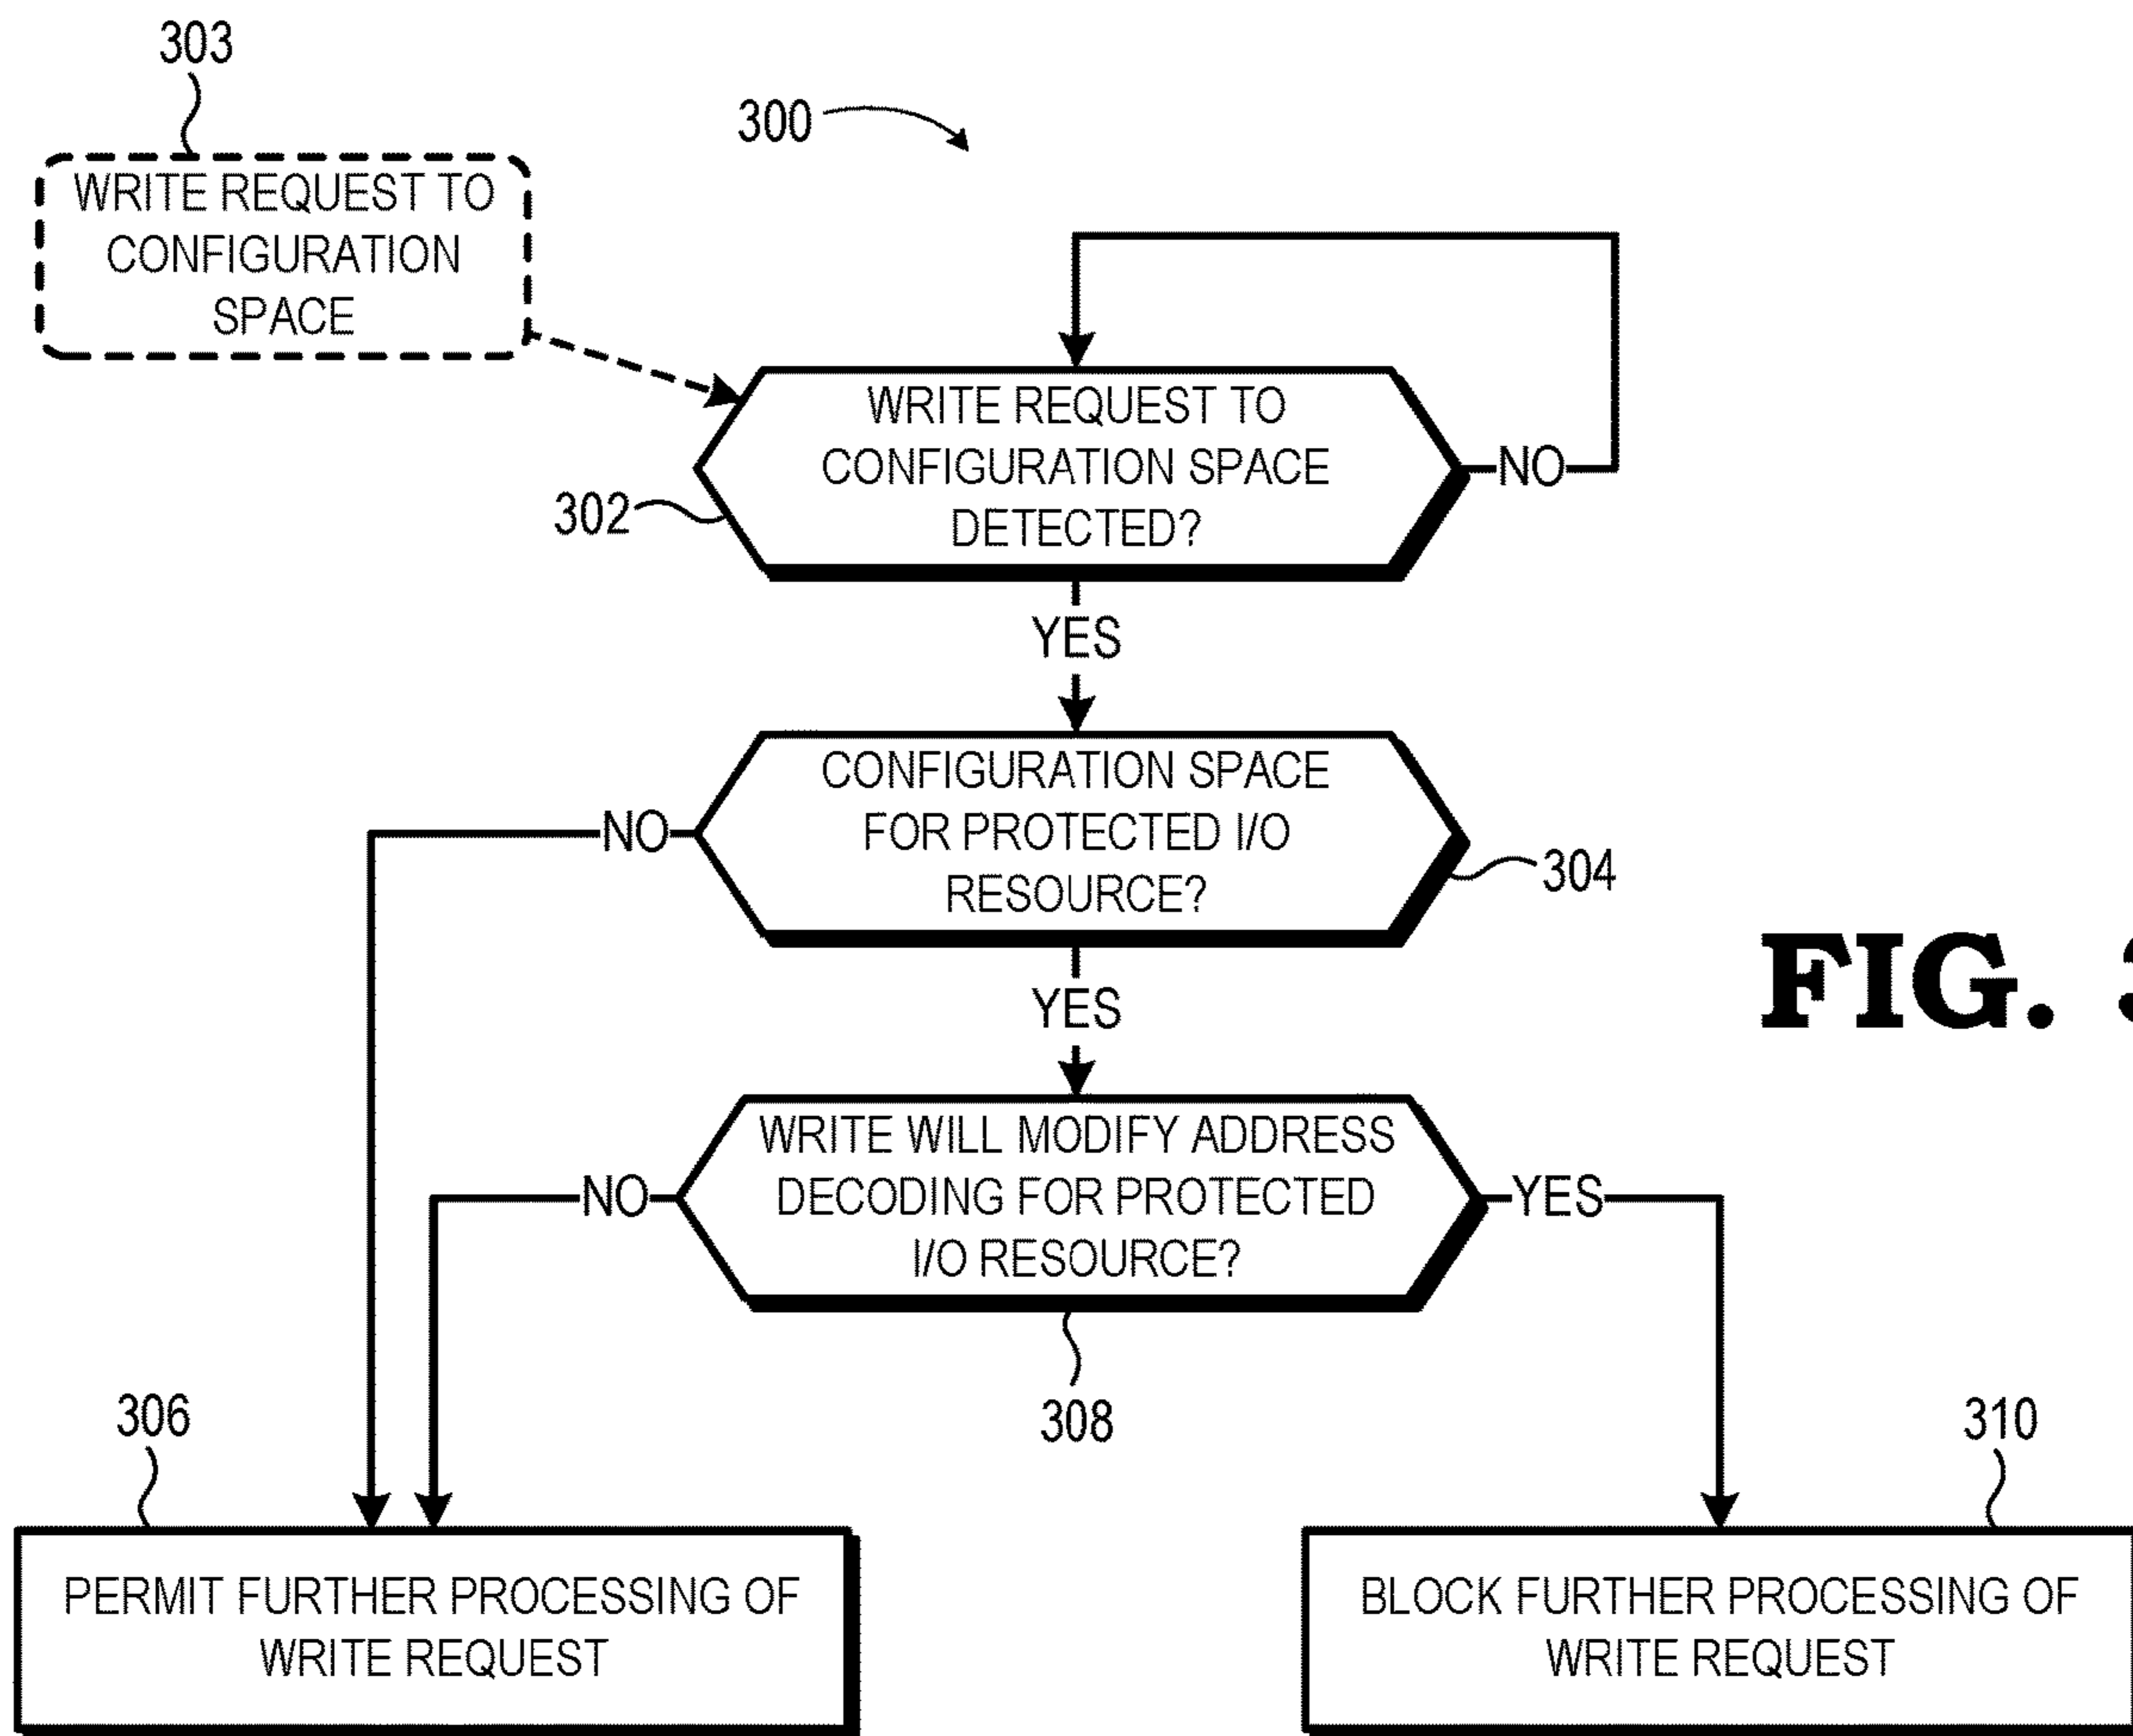 303
300
WRITE REQUEST TO
CONFIGURATION
SPACE
WRITE REQUEST TO
CONFIGURATION SPACE
DETECTED?
NO
302
YES
CONFIGURATION SPACE
FOR PROTECTED I/O
RESOURCE?
NO
304
FIG.
YES
WRITE WILL MODIFY ADDRESS
DECODING FOR PROTECTED
I/O RESOURCE?
NO
YES
308
306
310
PERMIT FURTHER PROCESSING OF
WRITE REQUEST
BLOCK FURTHER PROCESSING OF
WRITE REQUEST